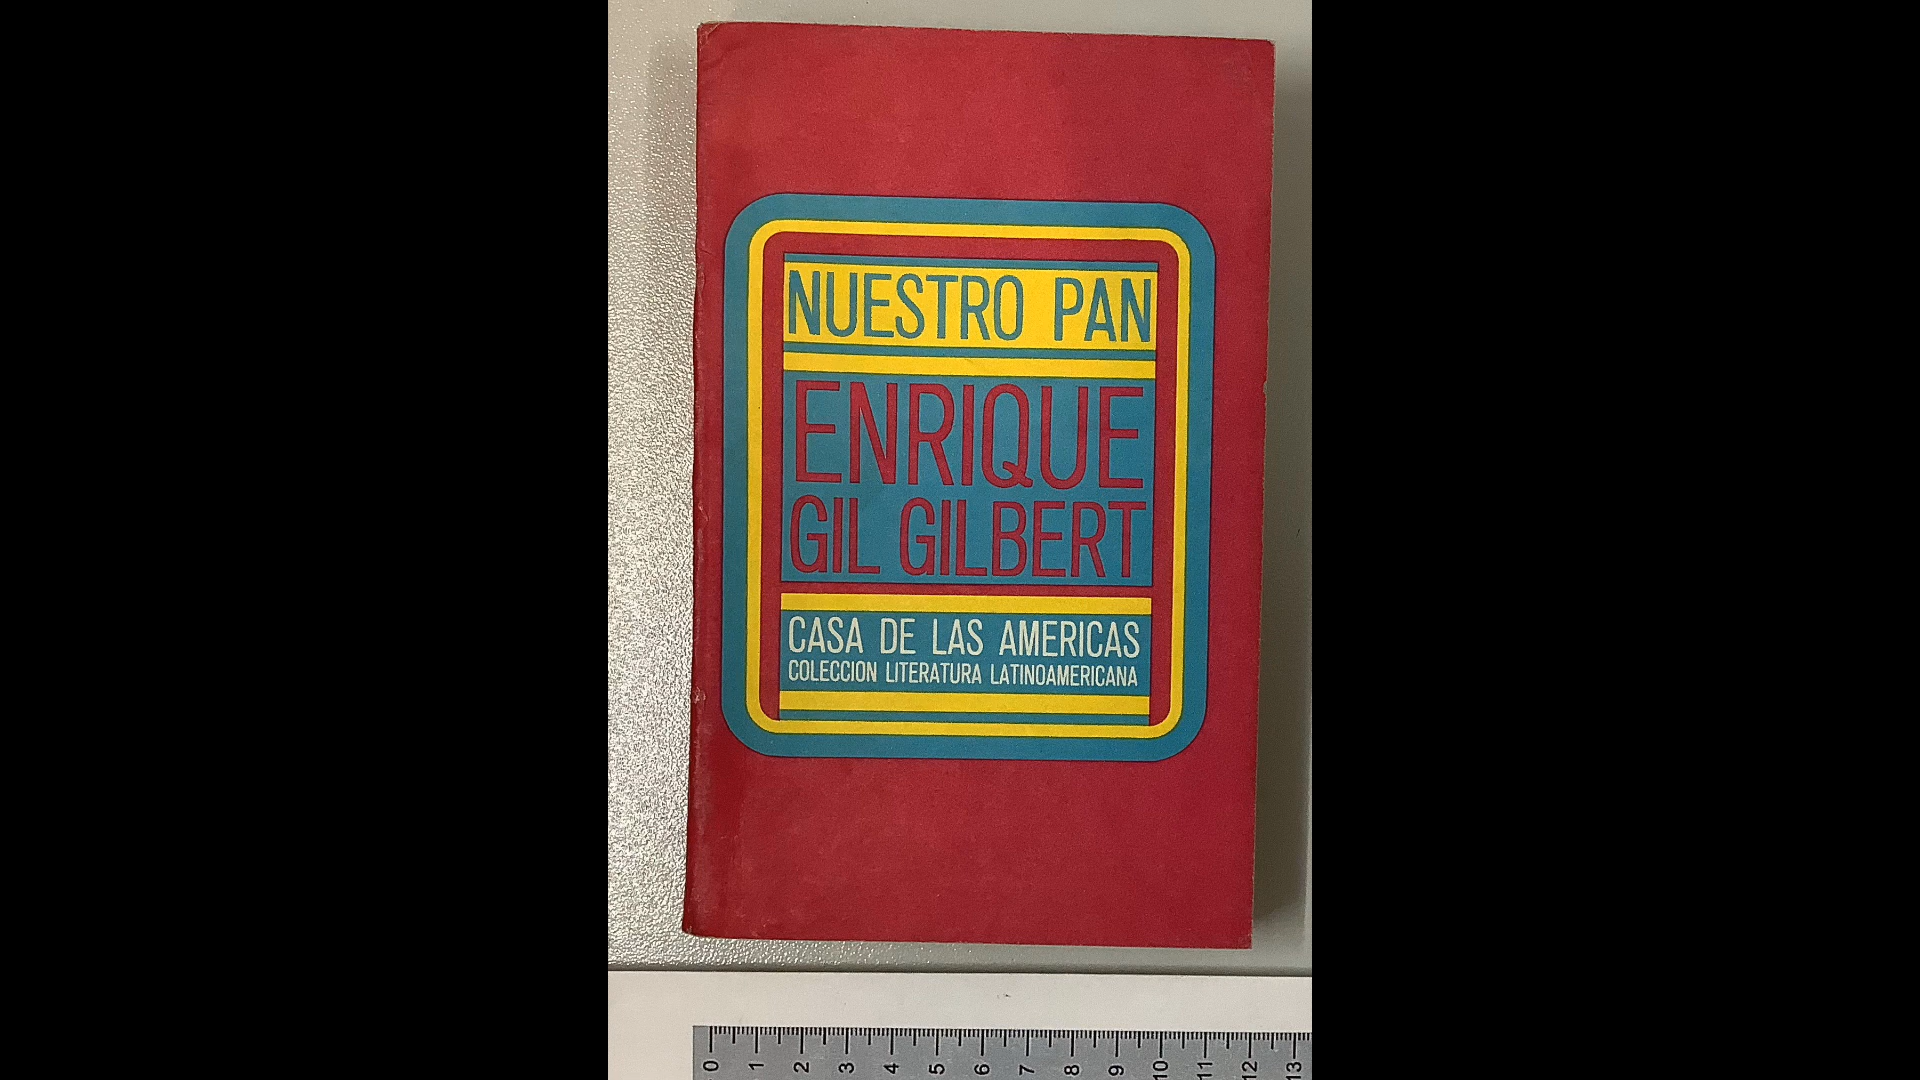 NUESTRO PAN
ENRIQUE
GIL GILBERT
CASA DE LAS AMERICAS
COLECCION LITERATURA LATINOAMERICANA
0 1 2 3 4 5 6 7 8 9 10 11 12 13